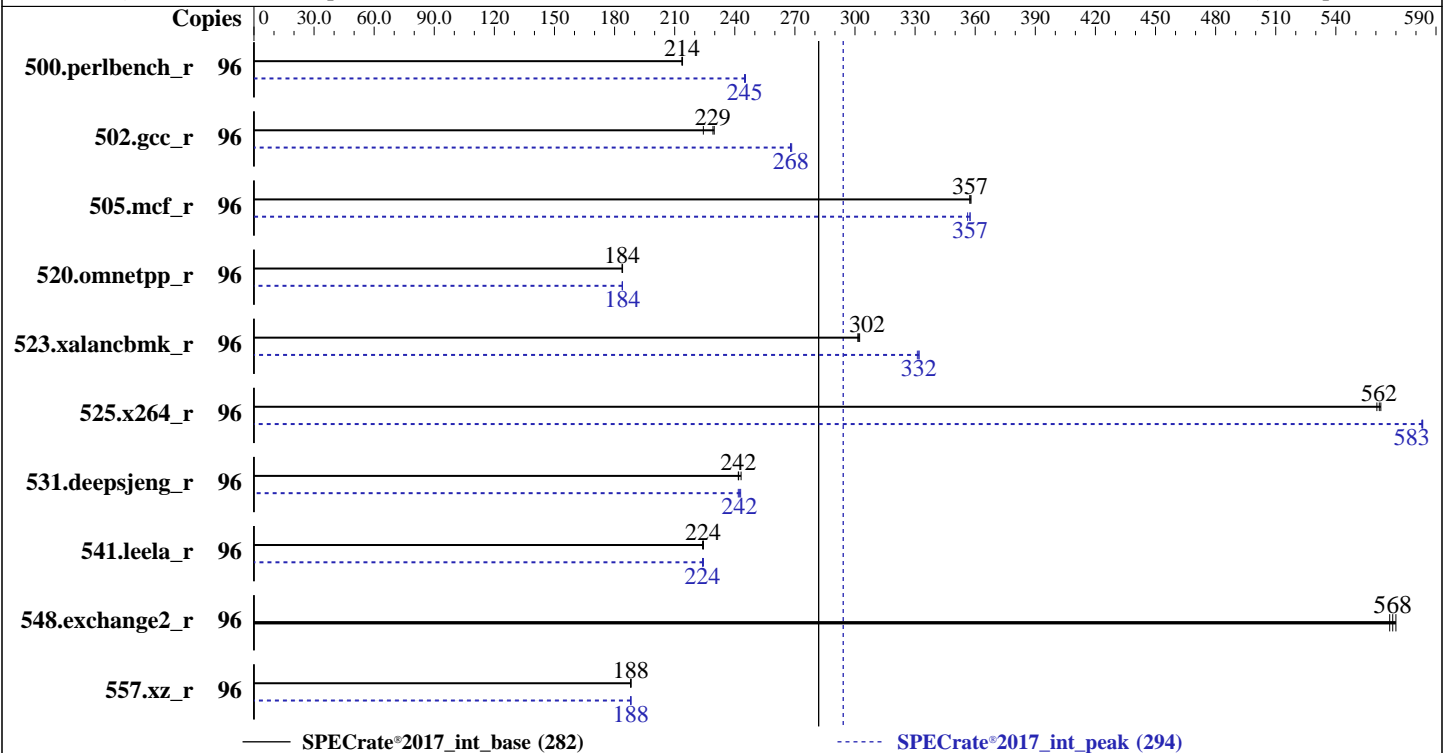 Copies 0 30.0 60.0 90.0 120 150 180 210 240 270 300 330 360 390 420 450 480 510 540 590
500.perlbench_r 96 214
245
502.gcc_r 96 229
268
505.mcf_r 96 357
357
520.omnetpp_r 96 184
184
523.xalancbmk_r 96 302
332
525.x264_r 96 562
583
531.deepsjeng_r 96 242
242
541.leela_r 96 224
224
548.exchange2_r 96 568
557.xz_r 96 188
188
SPECrate®2017_int_base (282) SPECrate®2017_int_peak (294)